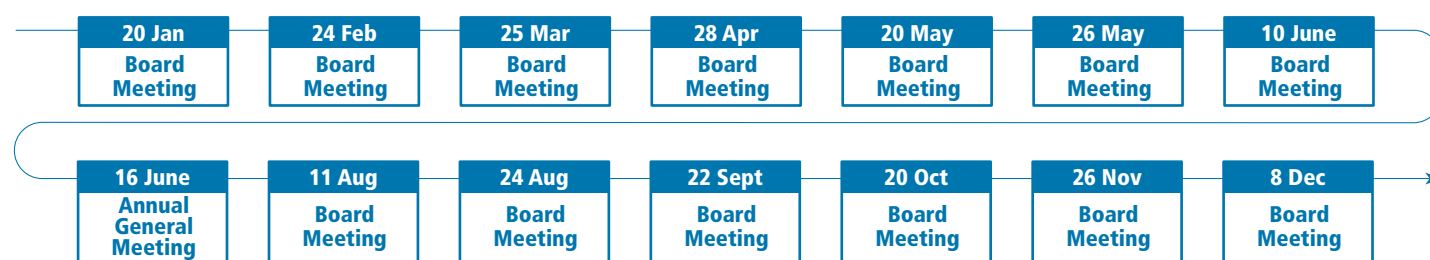 20 Jan
Board
Meeting
24 Feb
Board
Meeting
25 Mar
Board
Meeting
28 Apr
Board
Meeting
20 May
Board
Meeting
26 May
Board
Meeting
10 June
Board
Meeting
16 June
Annual
General
Meeting
11 Aug
Board
Meeting
24 Aug
Board
Meeting
22 Sept
Board
Meeting
20 Oct
Board
Meeting
26 Nov
Board
Meeting
8 Dec
Board
Meeting